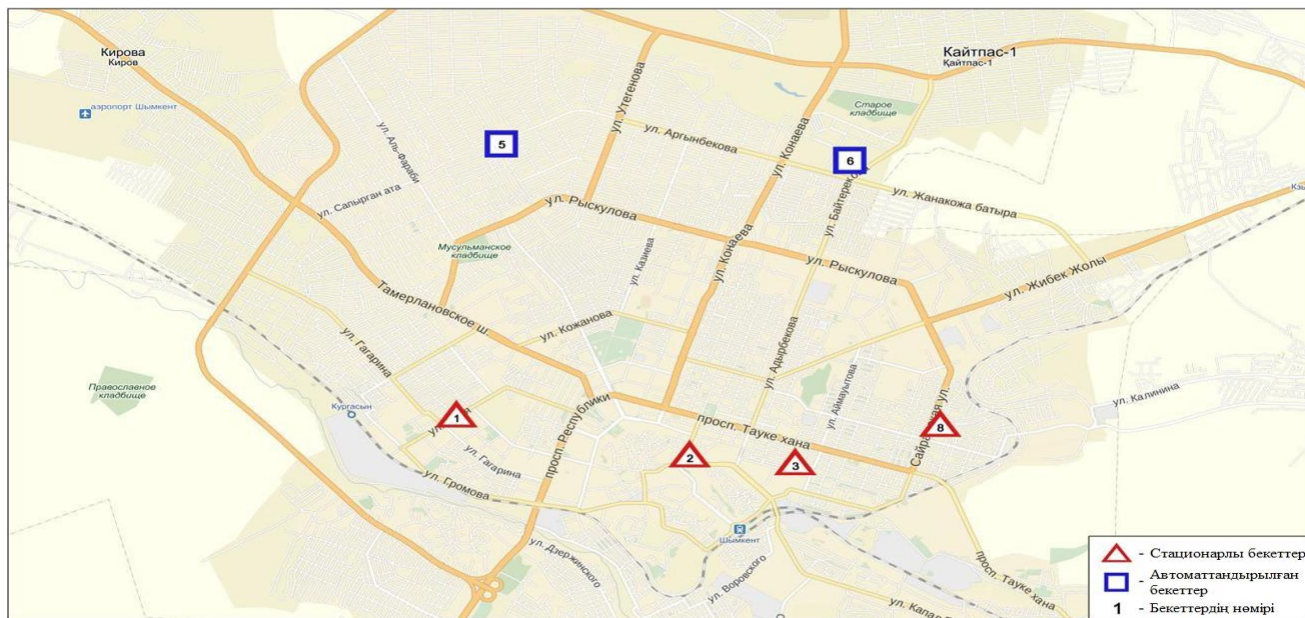 Кирова
Киров
Кайтпас-1
Қайтпас-1
аэропорт Шымкент
Старое
кладбище
ул. Утегенова
ул. Аль-Фараби
5
ул. Аргынбекова
ул. Конаева
6
ул. Жанакожа батыра
ул. Байтереков
ул. Сапырган ата
ул. Рыскулова
Мусульманское
кладбище
ул. Казиева
ул. Конаева
ул. Рыскулова
ул. Жибек Жолы
Тамерлановское ш.
ул. Кожанова
ул. Гагарина
ул. Адырбекова
ул. Аймаутова
Православное
кладбище
Кургасын
1
просп. Республики
просп. Тауке хана
ул. Калинина
8
2
3
ул. Гагарина
ул. Громова
Шымкент
ул. Дзержинского
ул. Воровского
просп. Тауке хана
- Стационарлы бекеттер
- Автоматтандырылған
бекеттер
1 - Бекеттердің нөмірі